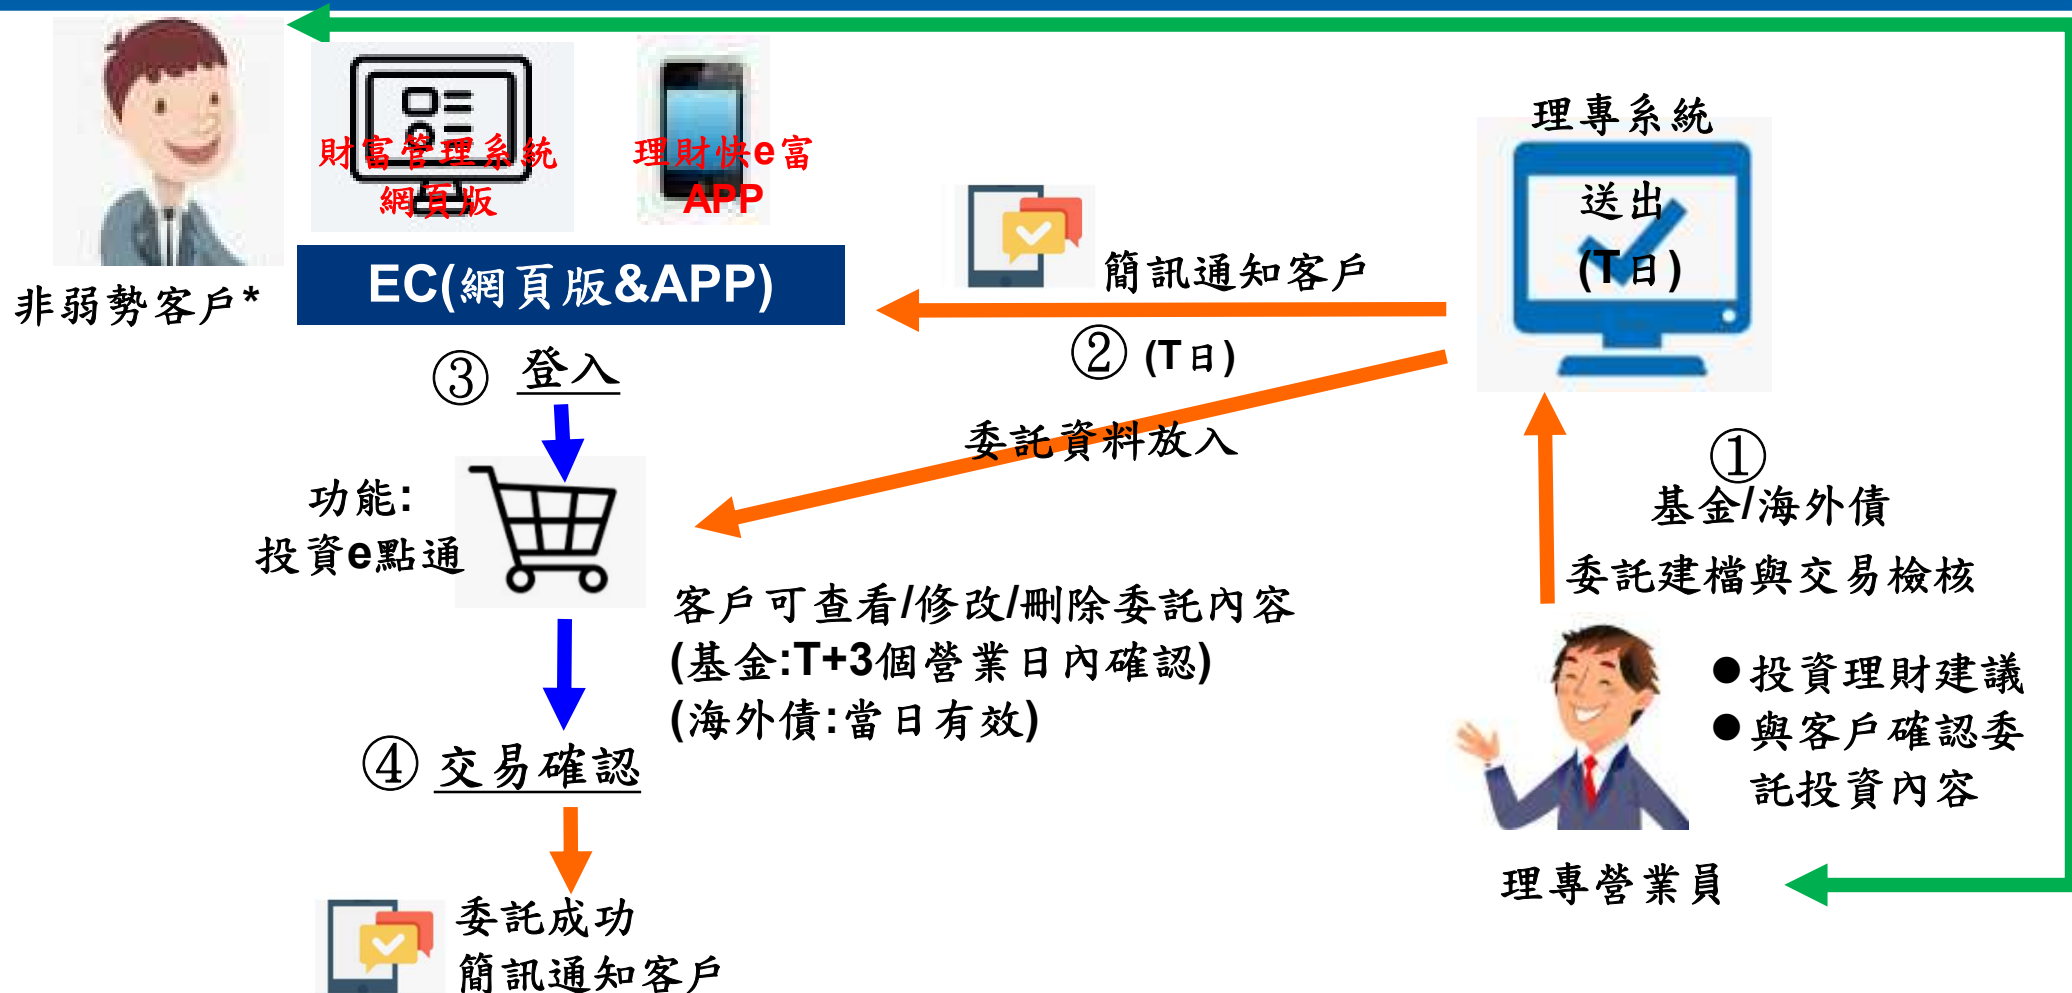 財富管理系統
網頁版
理財快e富
APP
EC(網頁版&APP)
非弱勢客戶*
理專系統
送出
(T日)
簡訊通知客戶
② (T日)
委託資料放入
③ 登入
功能:
投資e點通
①
基金/海外債
委託建檔與交易檢核
客戶可查看/修改/刪除委託內容
(基金:T+3個營業日內確認)
(海外債:當日有效)
●投資理財建議
●與客戶確認委
託投資內容
理專營業員
④ 交易確認
委託成功
簡訊通知客戶